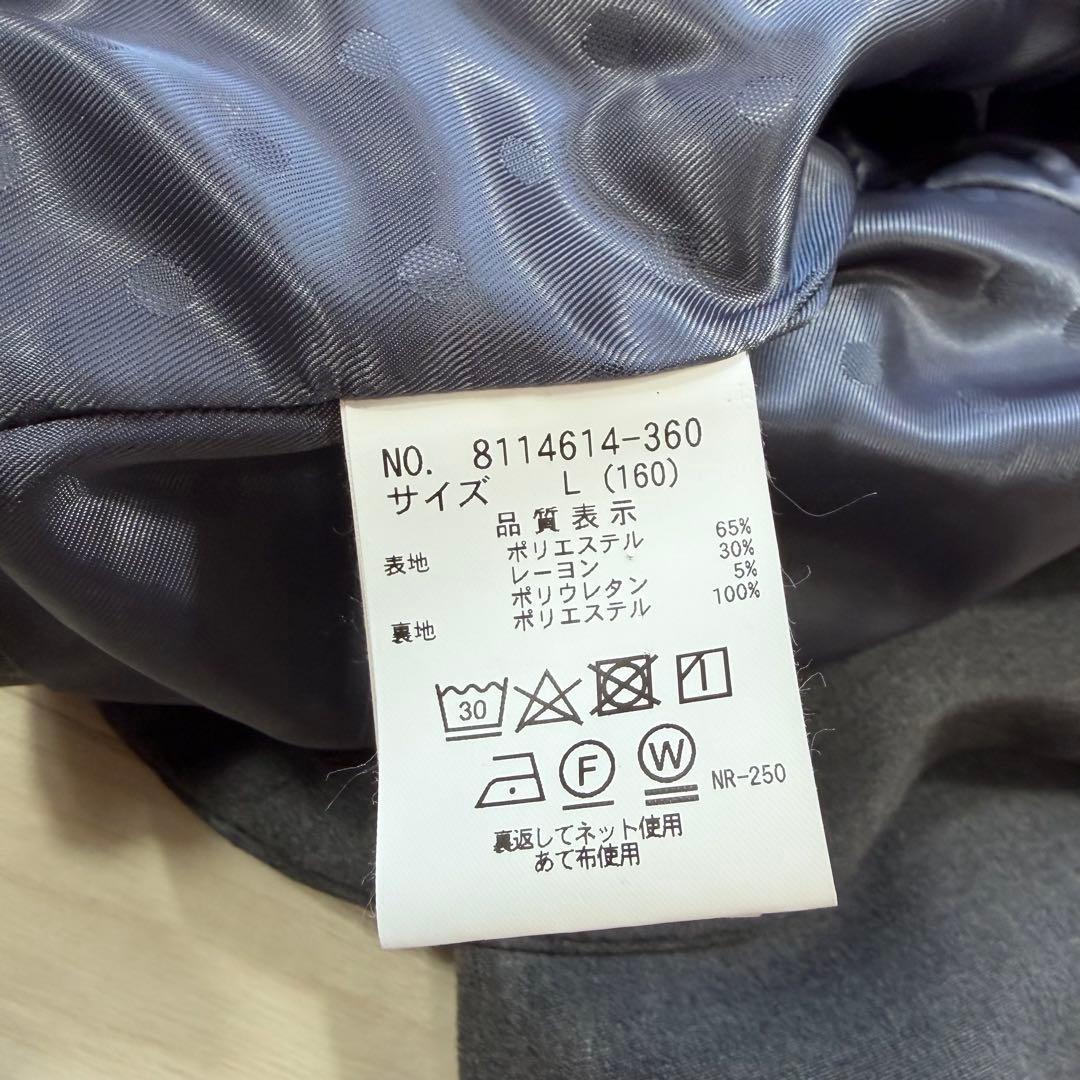 NO. 8114614-360
サイズ L (160)
品質表示
表地 ポリエステル 65%
レーヨン 30%
ポリウレタン 5%
裏地 ポリエステル 100%
30
F W NR-250
裏返してネット使用
あて布使用